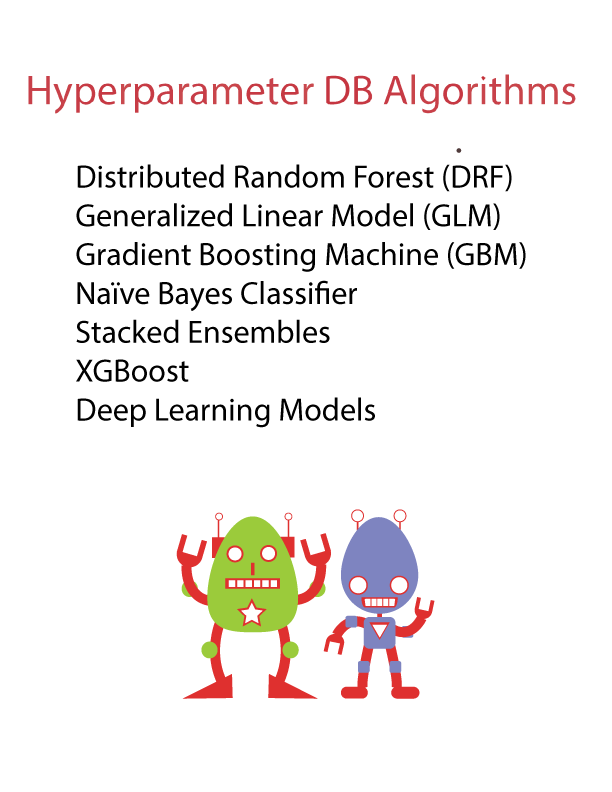 Hyperparameter DB Algorithms
Distributed Random Forest (DRF)
Generalized Linear Model (GLM)
Gradient Boosting Machine (GBM)
Naïve Bayes Classifier
Stacked Ensembles
XGBoost
Deep Learning Models